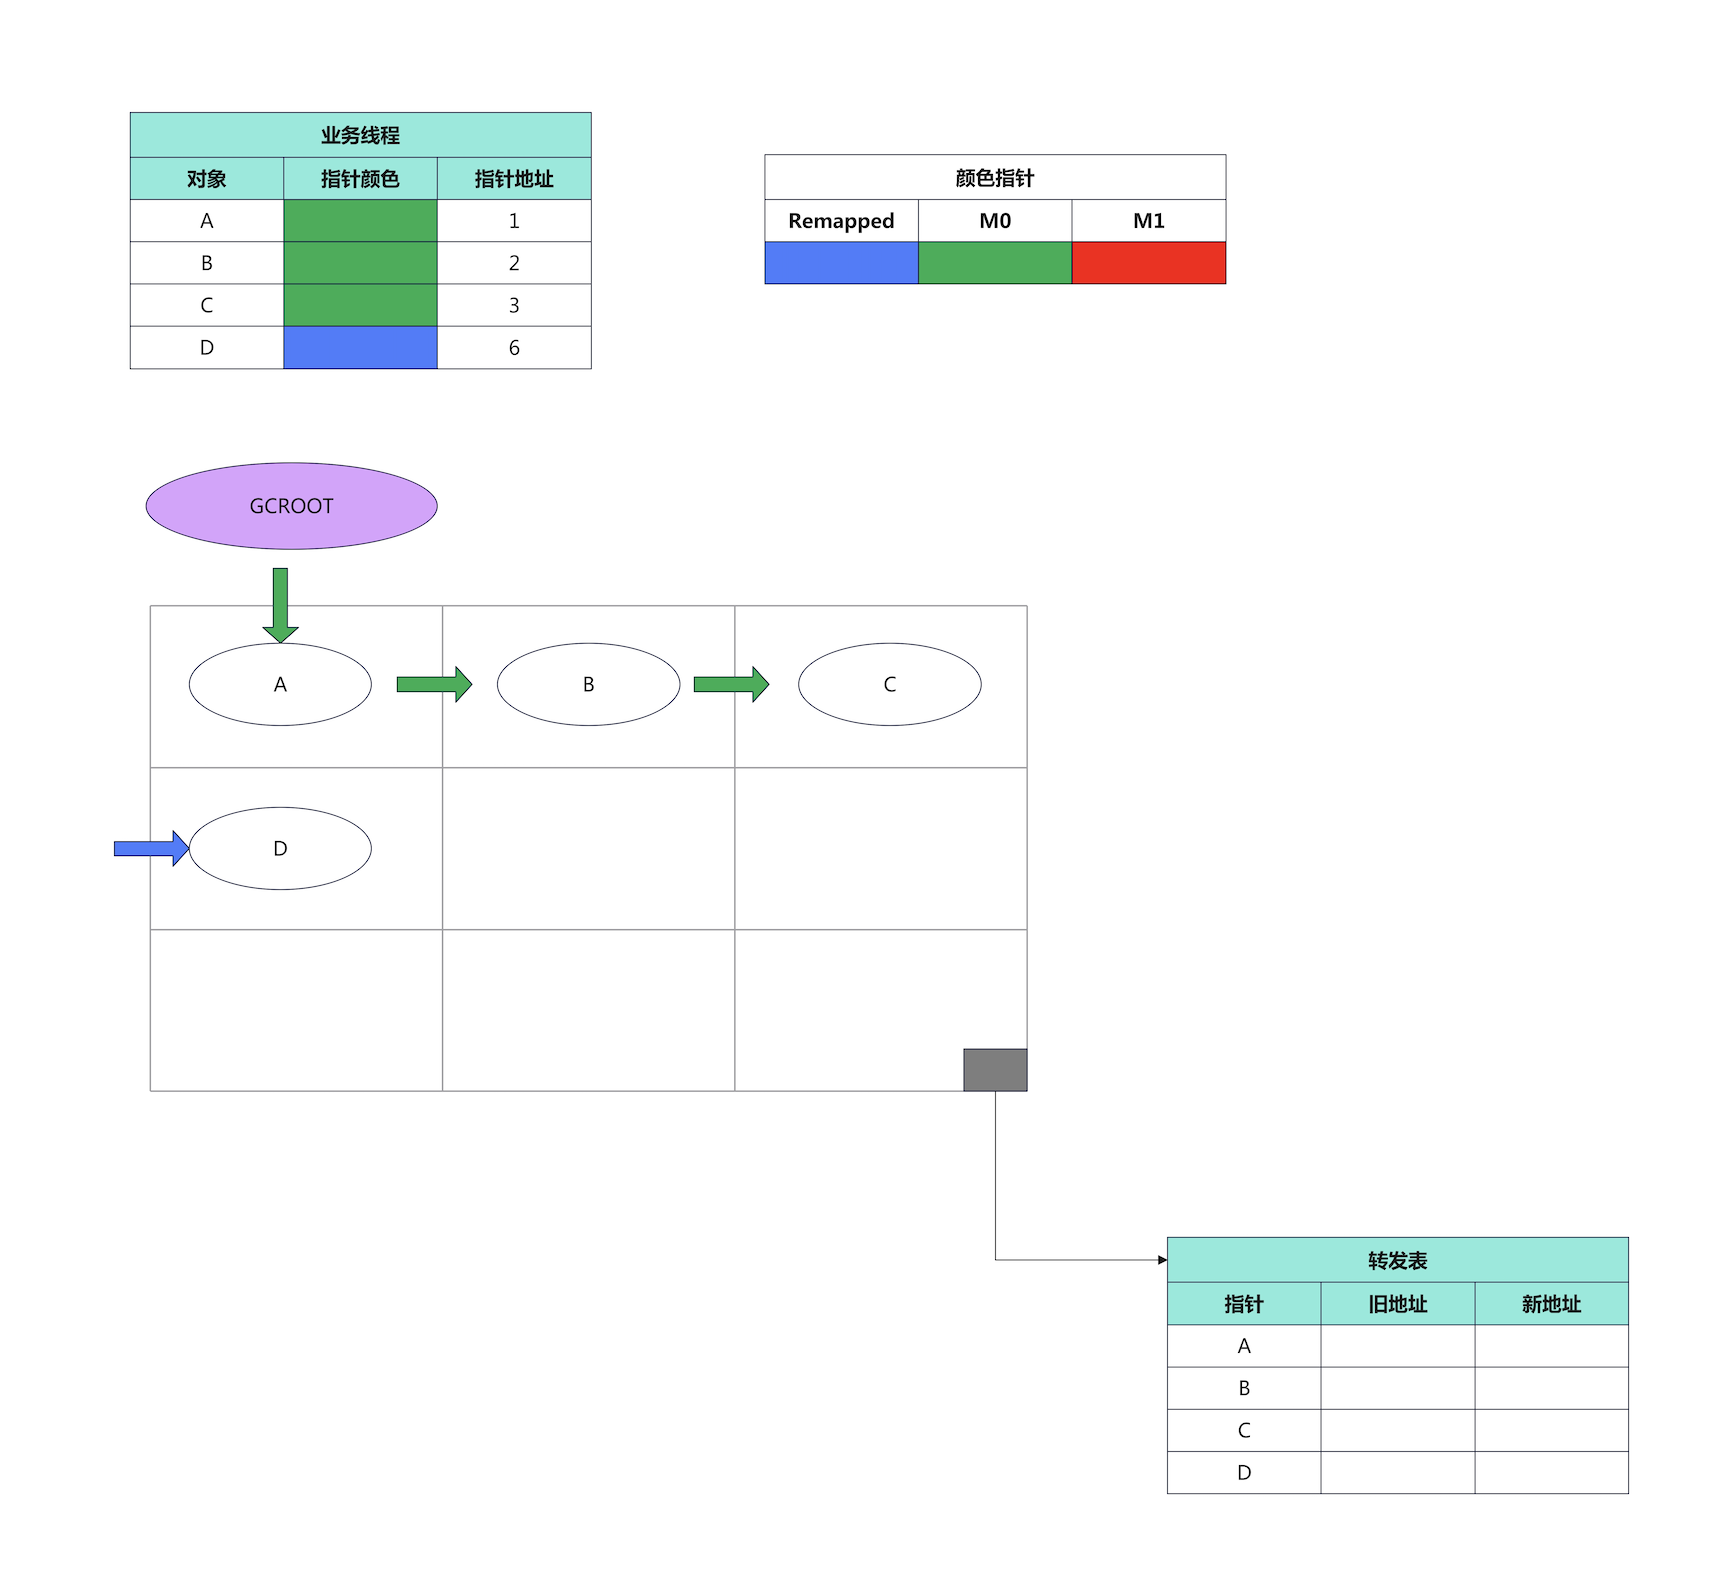 业务线程
对象 指针颜色 指针地址
A 1
B 2
C 3
D 6
颜色指针
Remapped M0 M1
GCROOT
A B C
D
转发表
指针 旧地址 新地址
A
B
C
D